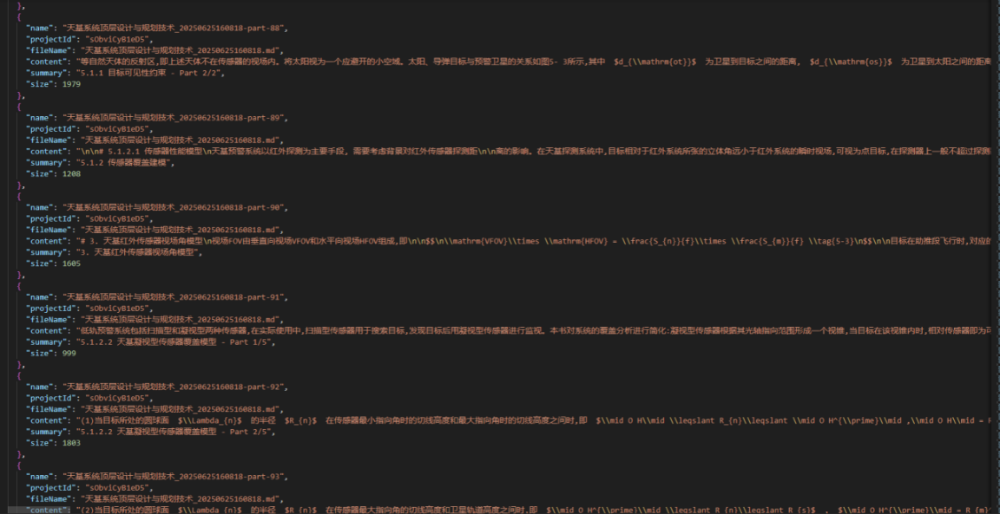 },
{
"name": "天基系统顶层设计与规划技术_20250625160818-part-88",
"projectId": "sObviCyB1eD5",
"fileName": "天基系统顶层设计与规划技术_20250625160818.md",
"content": "等自然天体的反射区,即上述天体不在传感器的视场内。将太阳视为一个应避开的小空域。太阳、导弹目标与预警卫星的关系如图5- 3所示,其中  $d_{\\mathrm{ot}}$  为卫星到目标之间的距离,  $d_{\\mathrm{os}}$  为卫星到太阳之间的距离
"summary": "5.1.1 目标可见性约束 - Part 2/2",
"size": 1979
},
{
"name": "天基系统顶层设计与规划技术_20250625160818-part-89",
"projectId": "sObviCyB1eD5",
"fileName": "天基系统顶层设计与规划技术_20250625160818.md",
"content": "\n\n# 5.1.2.1 传感器性能模型\n天基预警系统以红外探测为主要手段, 需要考虑背景对红外传感器探测距\n\n离的影响。在天基探测系统中,目标相对于红外系统所张的立体角远小于红外系统的瞬时视场,可视为点目标,在探测器上一般不超过探测
"summary": "5.1.2 传感器覆盖建模",
"size": 1208
},
{
"name": "天基系统顶层设计与规划技术_20250625160818-part-90",
"projectId": "sObviCyB1eD5",
"fileName": "天基系统顶层设计与规划技术_20250625160818.md",
"content": "# 3. 天基红外传感器视场角模型\n视场FOV由垂直向视场VFOV和水平向视场HFOV组成,即\n\n$$\n\\mathrm{VFOV}\\times \\mathrm{HFOV} = \\frac{S_{n}}{f}\\times \\frac{S_{m}}{f} \\tag{5-3}\n$$\n\n目标在助推段飞行时,对应的
"summary": "3. 天基红外传感器视场角模型",
"size": 1605
},
{
"name": "天基系统顶层设计与规划技术_20250625160818-part-91",
"projectId": "sObviCyB1eD5",
"fileName": "天基系统顶层设计与规划技术_20250625160818.md",
"content": "低轨预警系统包括扫描型和凝视型两种传感器,在实际使用中,扫描型传感器用于搜索目标,发现目标后用凝视型传感器进行监视。本书对系统的覆盖分析进行简化:凝视型传感器根据其光轴指向范围形成一个视锥,当目标在该视锥内时,相对传感器即为可
"summary": "5.1.2.2 天基凝视型传感器覆盖模型 - Part 1/5",
"size": 999
},
{
"name": "天基系统顶层设计与规划技术_20250625160818-part-92",
"projectId": "sObviCyB1eD5",
"fileName": "天基系统顶层设计与规划技术_20250625160818.md",
"content": "(1)当目标所处的圆球面  $\\Lambda_{n}$  的半径  $R_{n}$  在传感器最小指向角时的切线高度和最大指向角时的切线高度之间时,即  $\\mid O H\\mid \\leqslant R_{n}\\leqslant \\mid O H^{\\prime}\\mid ,\\mid O H\\mid = R
"summary": "5.1.2.2 天基凝视型传感器覆盖模型 - Part 2/5",
"size": 1803
},
{
"name": "天基系统顶层设计与规划技术_20250625160818-part-93",
"projectId": "sObviCyB1eD5",
"fileName": "天基系统顶层设计与规划技术_20250625160818.md",
"content": "(2)当目标所处的圆球面  $\\Lambda_{n}$  的半径  $R_{n}$  在传感器最大指向角的切线高度和卫星轨道高度之间时,即  $\\mid O H^{\\prime}\\mid \\leqslant R_{n}\\leqslant R_{s}$  ,  $\\mid O H^{\\prime}\\mid = R_{m}^